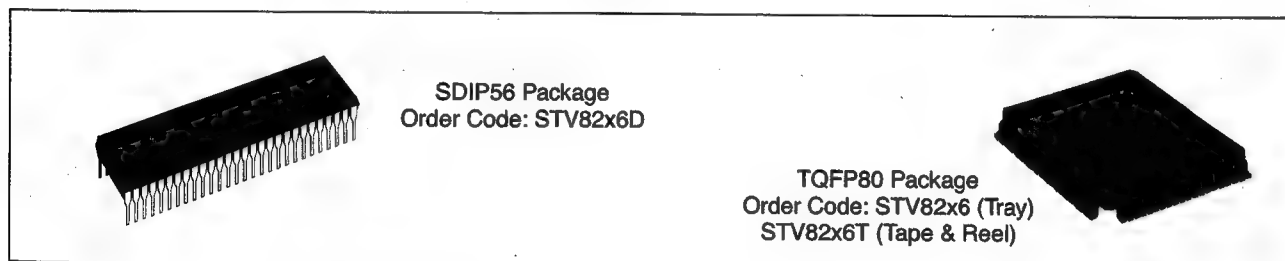 SDIP56 Package
Order Code: STV82x6D
TQFP80 Package
Order Code: STV82x6 (Tray)
STV82x6T (Tape & Reel)